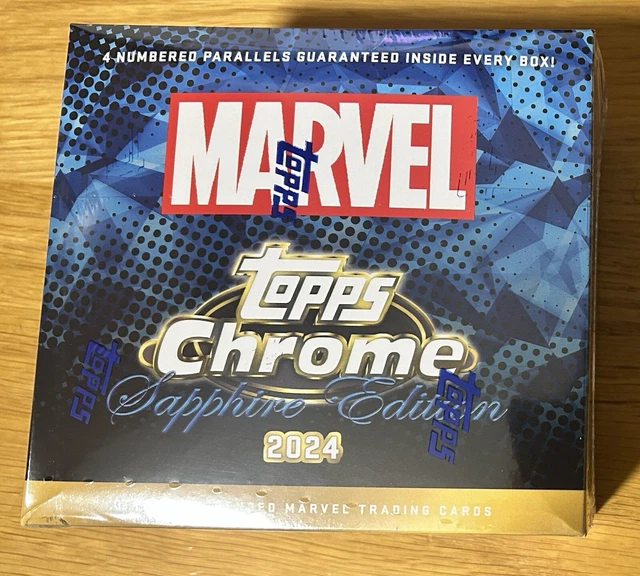 4 NUMBERED PARALLELS GUARANTEED INSIDE EVERY BOX!
MARVEL
topps
topps
Chrome
topps
Sapphire Edition
topps
2024
MARVEL TRADING CARDS